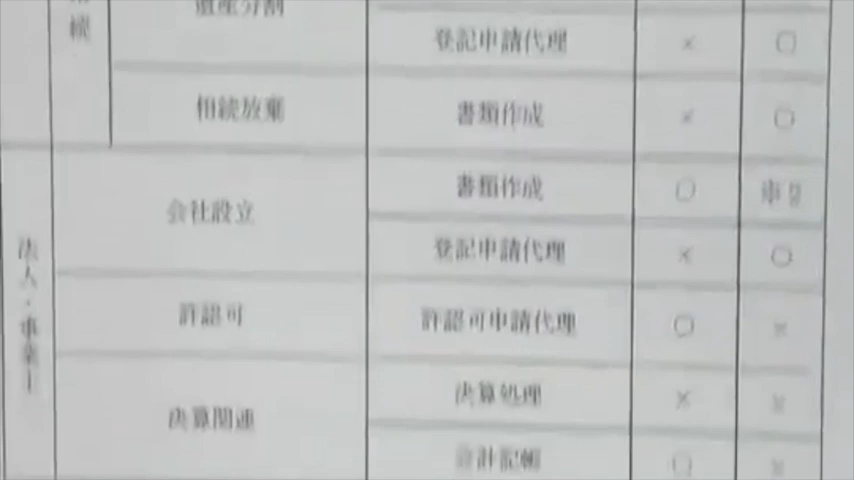 続
遺産分割
登記申請代理 × ○
相続放棄 書類作成 × ○
法人・事業
会社設立 書類作成 ○
登記申請代理 × ○
許認可 許認可申請代理 ○ ×
決算関連 決算処理 × ×
会計記帳 ○ ×